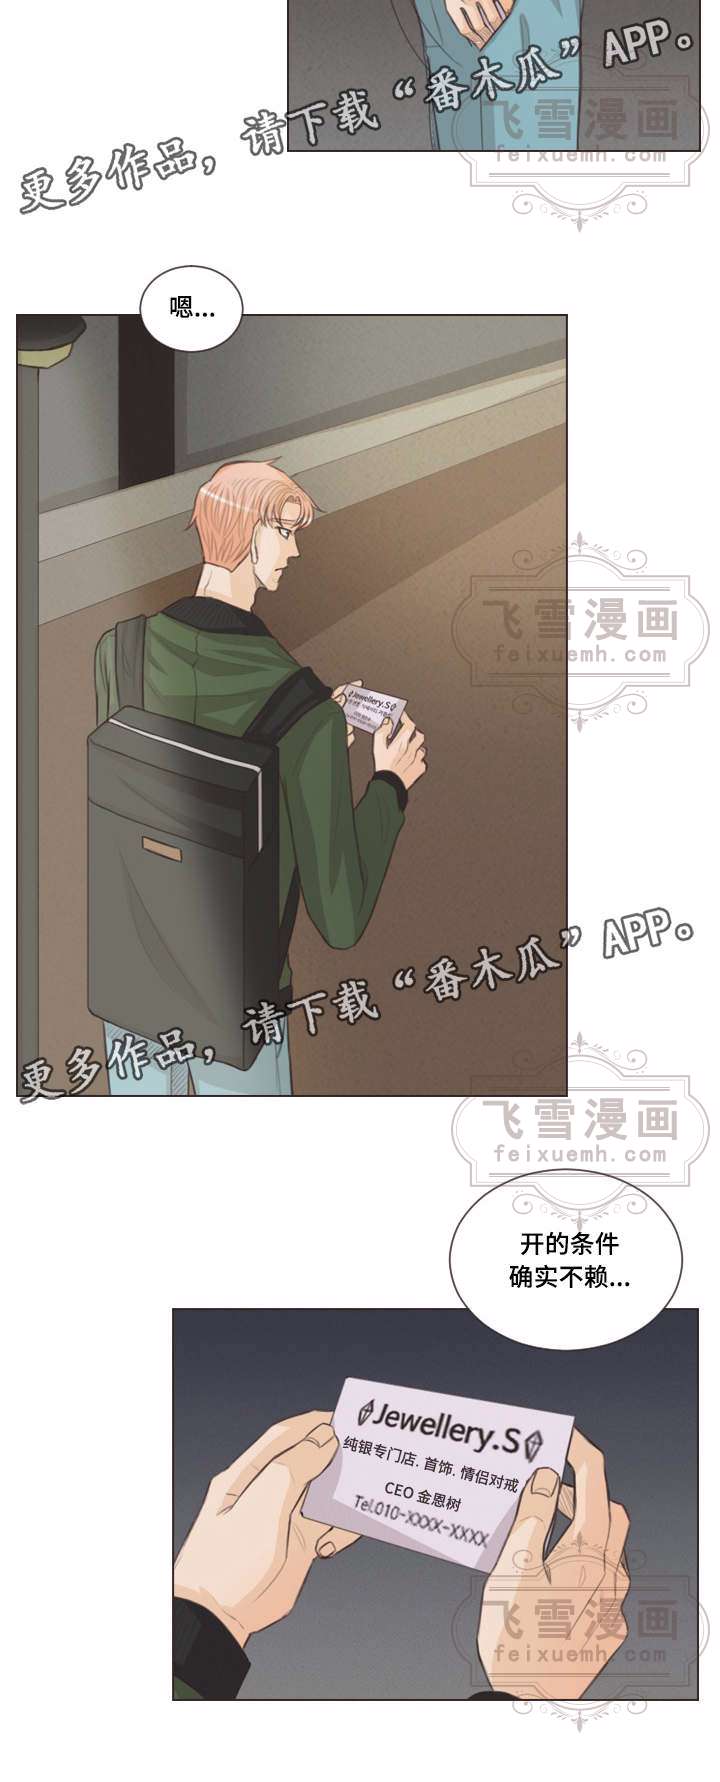 更多作品，请下载“番木瓜”APP。
飞雪漫画
feixuemh.com
嗯...
飞雪漫画
feixuemh.com
Jewellery.S
更多作品，请下载“番木瓜”APP。
飞雪漫画
feixuemh.com
开的条件
确实不赖...
Jewellery.S
纯银专门店. 首饰. 情侣对戒
CEO 金恩树
Tel.010-XXXX-XXXX
飞雪漫画
feixuemh.com